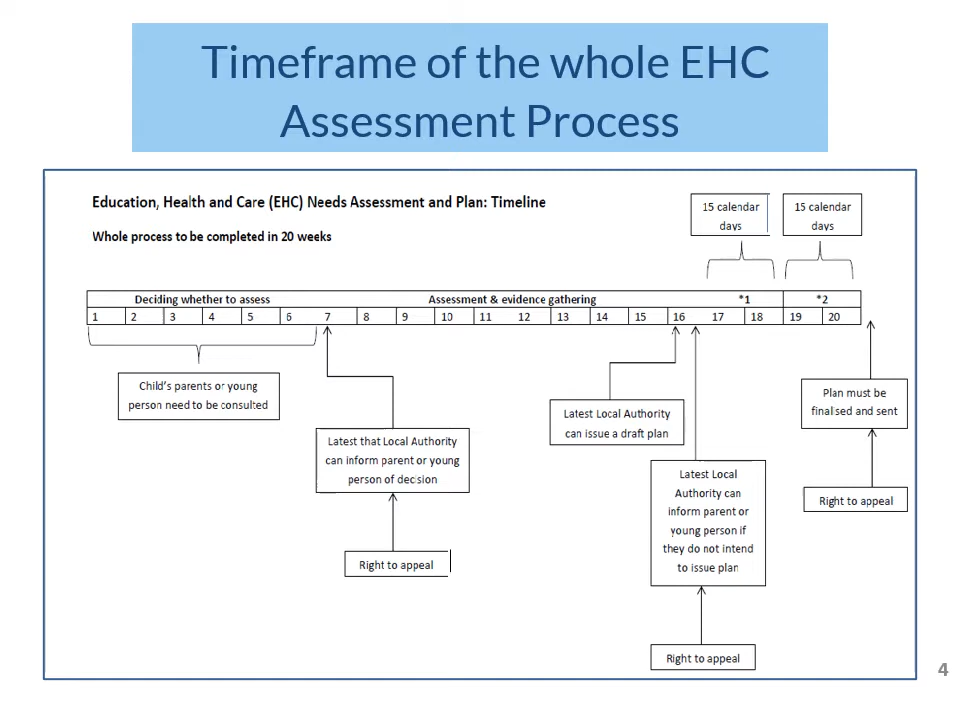 Timeframe of the whole EHC
Assessment Process
Education, Health and Care (EHC) Needs Assessment and Plan: Timeline
Whole process to be completed in 20 weeks
15 calendar
days
15 calendar
days
Deciding whether to assess Assessment & evidence gathering *1 *2
1 2 3 4 5 6 7 8 9 10 11 12 13 14 15 16 17 18 19 20
Child's parents or young
person need to be consulted
Latest that Local Authority
can inform parent or young
person of decision
Right to appeal
Latest Local Authority
can issue a draft plan
Latest Local
Authority can
inform parent or
young person if
they do not intend
to issue plan
Right to appeal
Plan must be
finalised and sent
Right to appeal
4